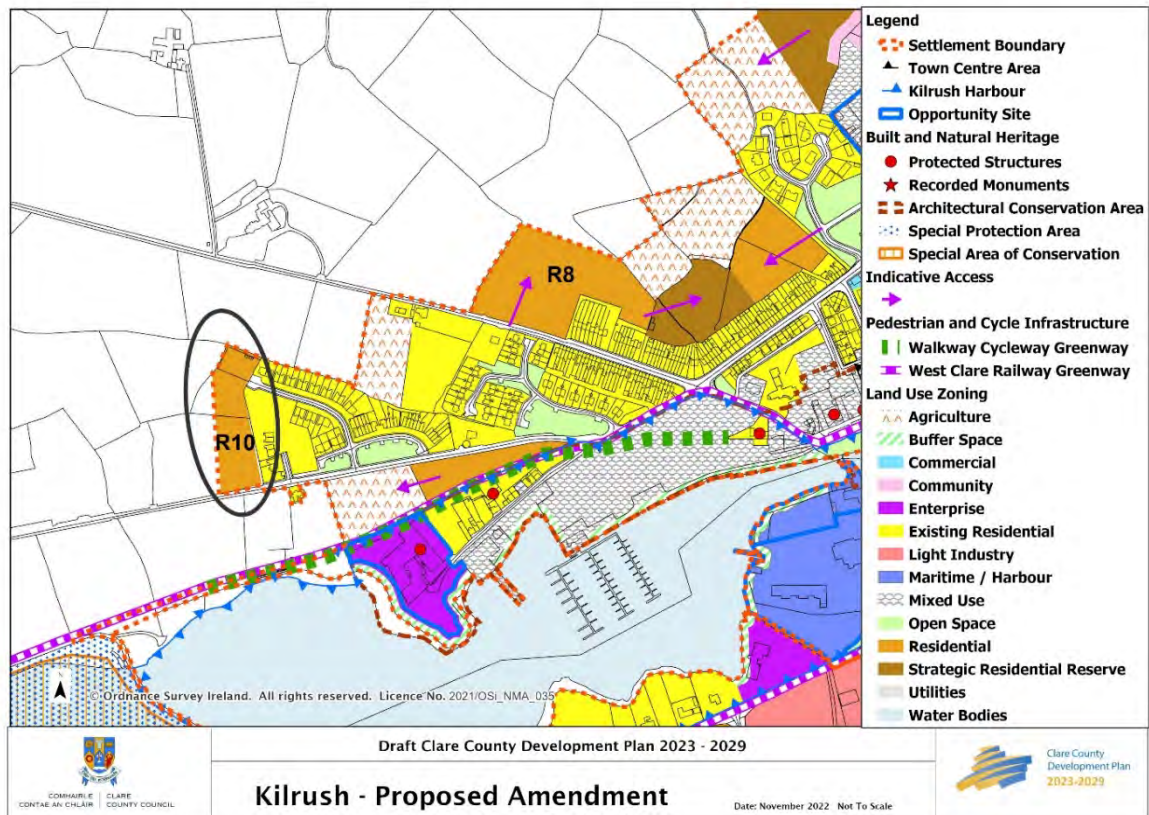 R8
R10
N
© Ordnance Survey Ireland. All rights reserved. Licence No. 2021/OSi_NMA_035
Legend
Settlement Boundary
Town Centre Area
Kilrush Harbour
Opportunity Site
Built and Natural Heritage
Protected Structures
Recorded Monuments
Architectural Conservation Area
Special Protection Area
Special Area of Conservation
Indicative Access
Pedestrian and Cycle Infrastructure
Walkway Cycleway Greenway
West Clare Railway Greenway
Land Use Zoning
Agriculture
Buffer Space
Commercial
Community
Enterprise
Existing Residential
Light Industry
Maritime / Harbour
Mixed Use
Open Space
Residential
Strategic Residential Reserve
Utilities
Water Bodies
COMHAIRLE CONTAE AN CHLÁIR
CLARE COUNTY COUNCIL
Draft Clare County Development Plan 2023 - 2029
Kilrush - Proposed Amendment
Date: November 2022 Not To Scale
Clare County
Development Plan
2023-2029